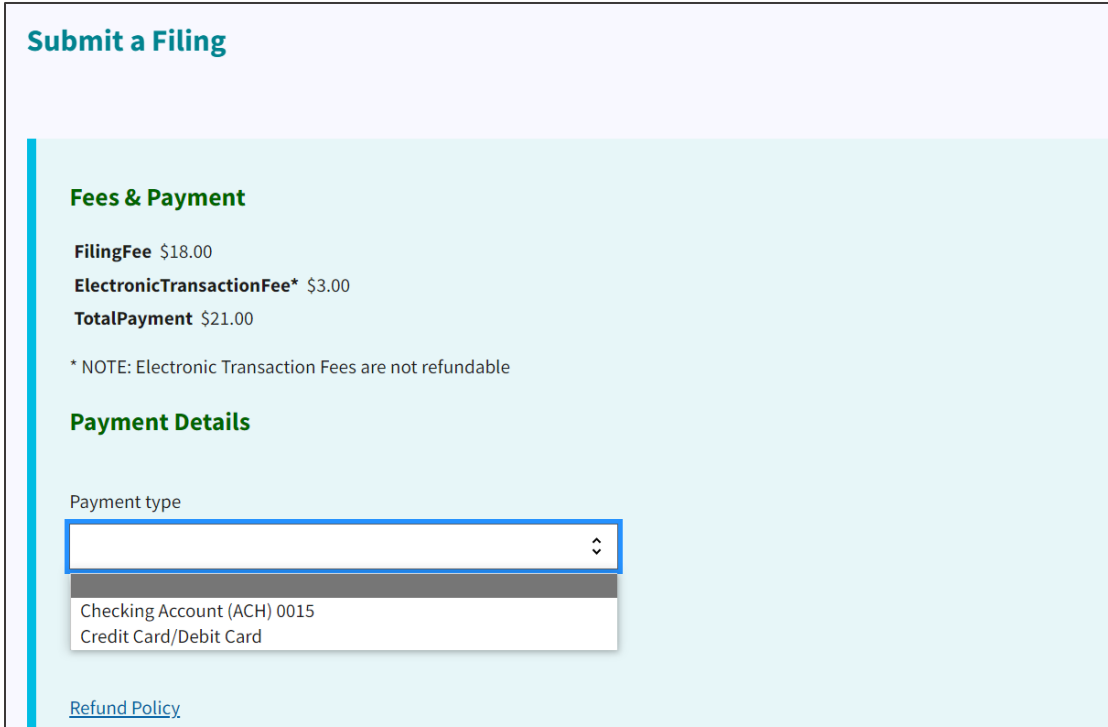 Submit a Filing
Fees & Payment
FilingFee $18.00
ElectronicTransactionFee* $3.00
TotalPayment $21.00
* NOTE: Electronic Transaction Fees are not refundable
Payment Details
Payment type
Checking Account (ACH) 0015
Credit Card/Debit Card
Refund Policy